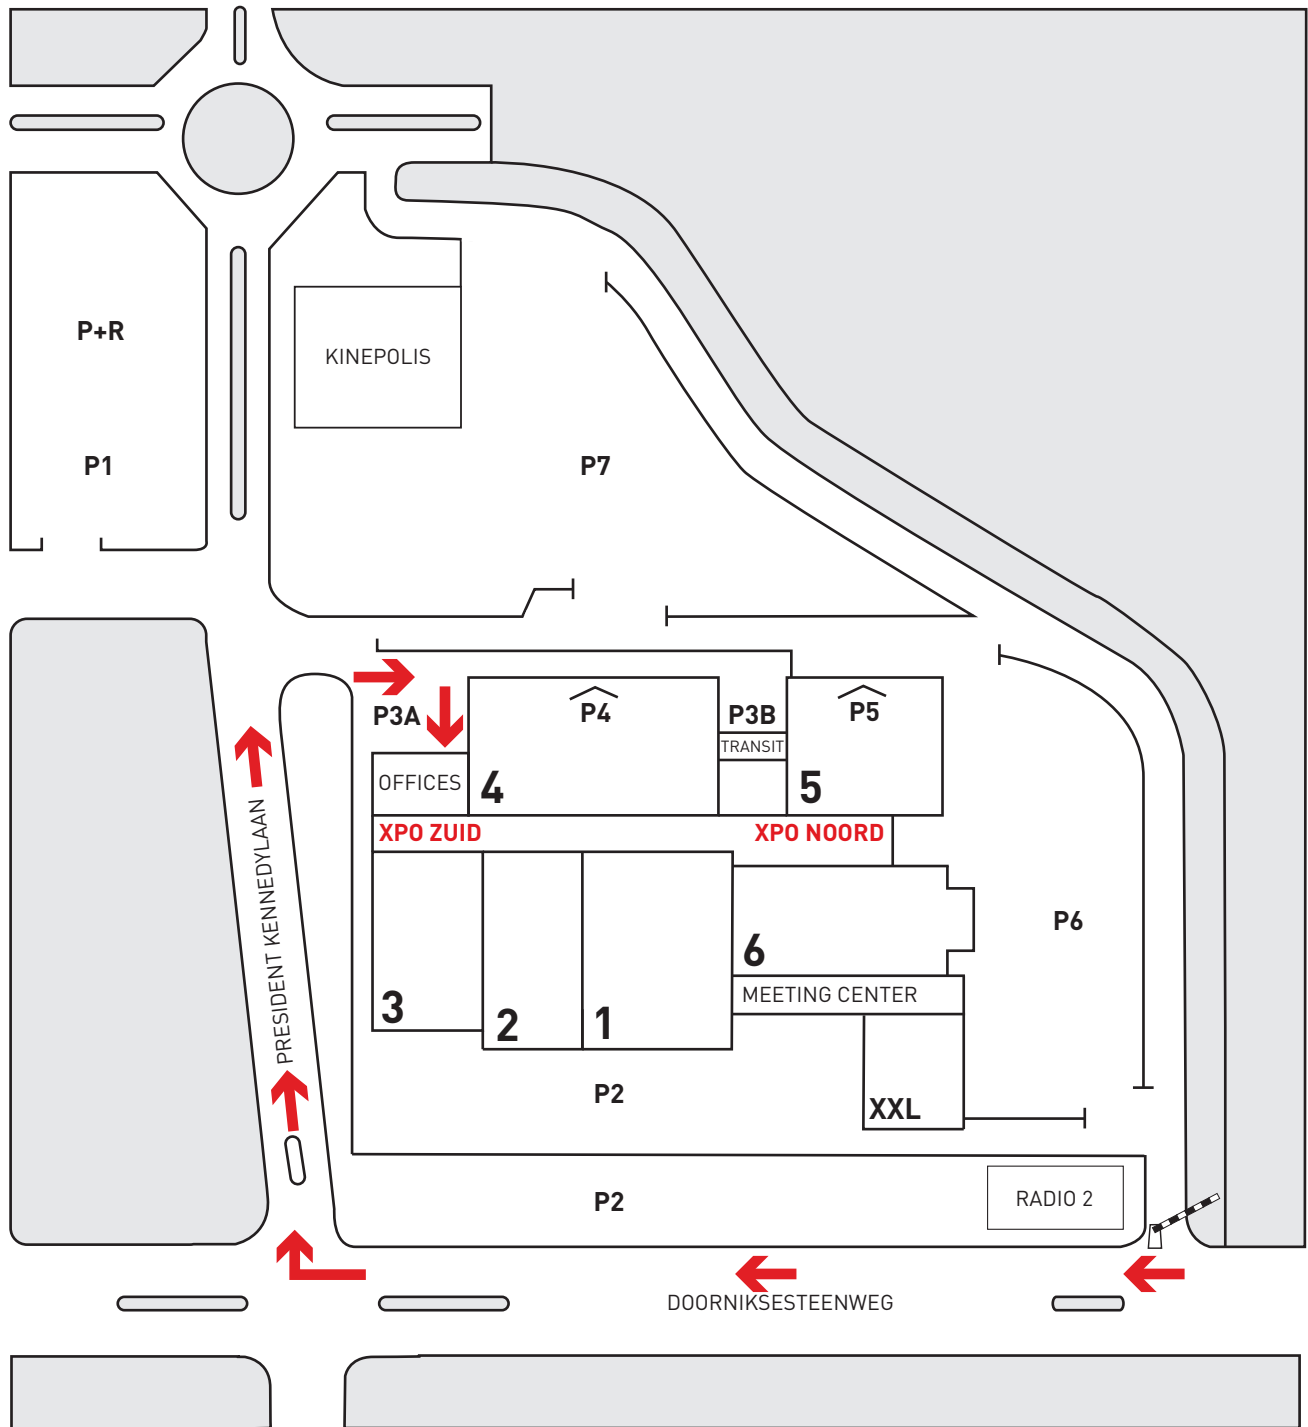 P+R
KINEPOLIS
P1
P7
P3A
P4
P3B
P5
TRANSIT
OFFICES
4
5
XPO ZUID
XPO NOORD
PRESIDENT KENNEDYLAAN
P6
6
3
2
1
MEETING CENTER
P2
XXL
P2
RADIO 2
DOORNIKSESTEENWEG